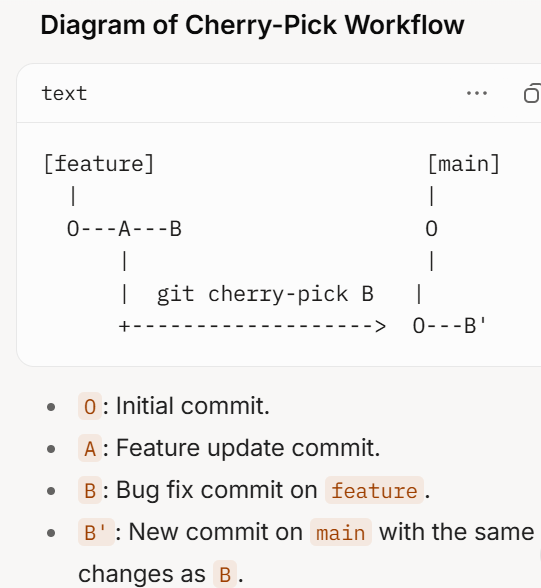 Diagram of Cherry-Pick Workflow
text
[feature]                      [main]
  |                             |
  O---A---B                     O
      |                         |
      |  git cherry-pick B     |
      +------------------->  O---B'
O: Initial commit.
A: Feature update commit.
B: Bug fix commit on feature.
B': New commit on main with the same
changes as B.